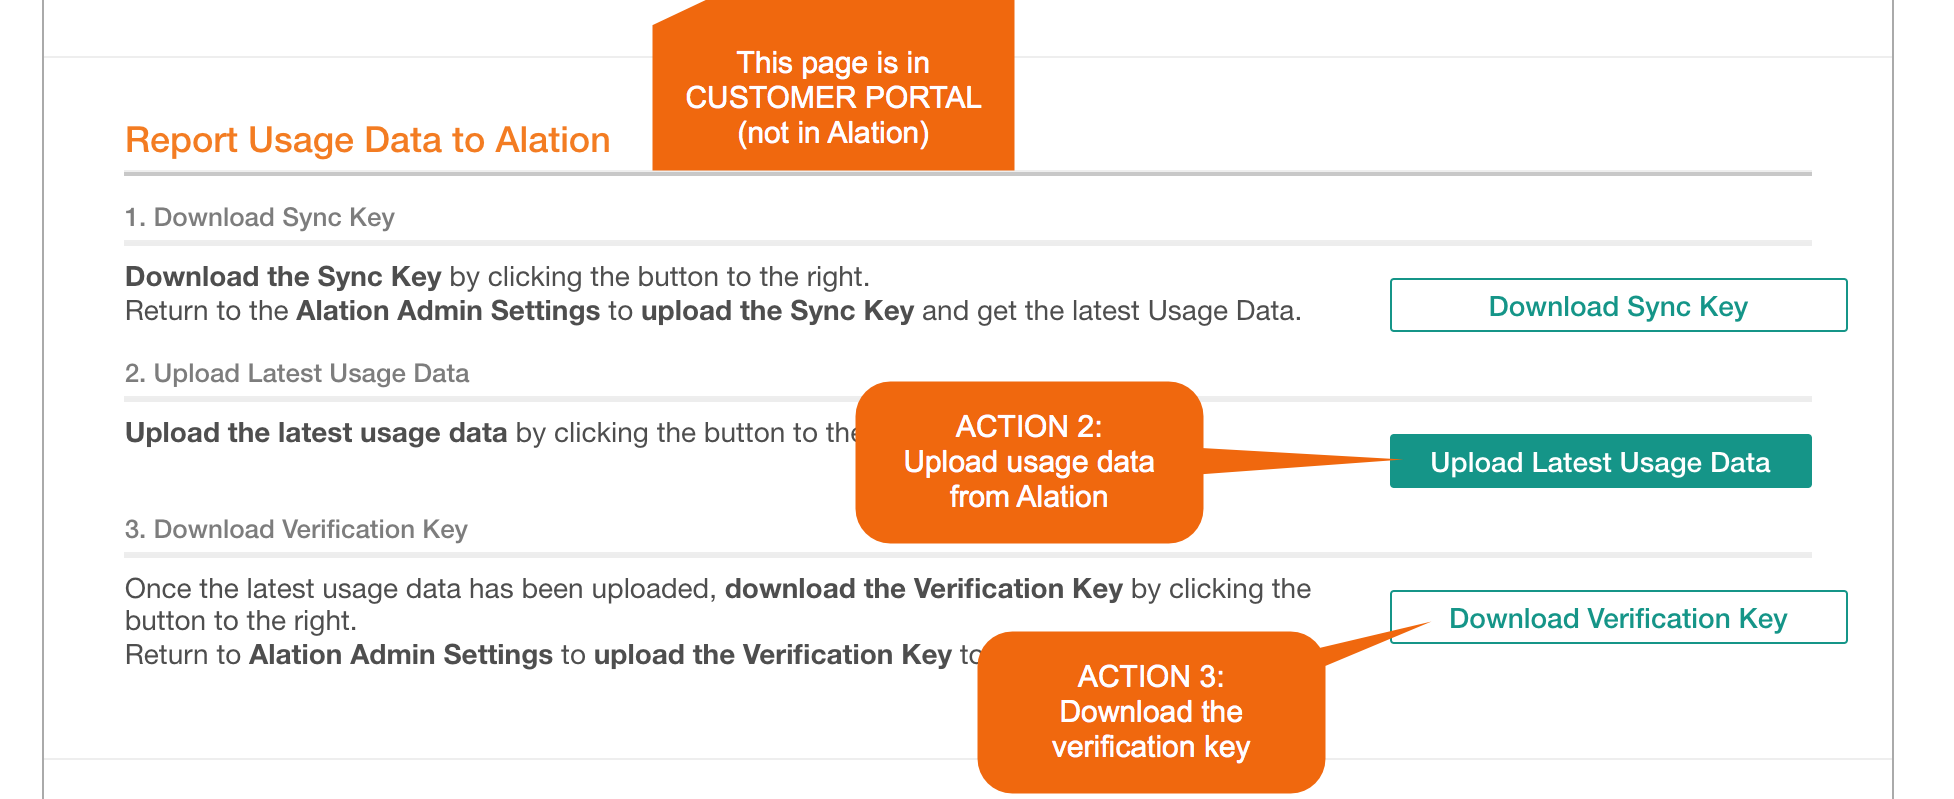 This page is in
CUSTOMER PORTAL
(not in Alation)
Report Usage Data to Alation
1. Download Sync Key
Download the Sync Key by clicking the button to the right.
Return to the Alation Admin Settings to upload the Sync Key and get the latest Usage Data.
Download Sync Key
2. Upload Latest Usage Data
Upload the latest usage data by clicking the button to the
ACTION 2:
Upload usage data
from Alation
Upload Latest Usage Data
3. Download Verification Key
Once the latest usage data has been uploaded, download the Verification Key by clicking the
button to the right.
Return to Alation Admin Settings to upload the Verification Key to
Download Verification Key
ACTION 3:
Download the
verification key